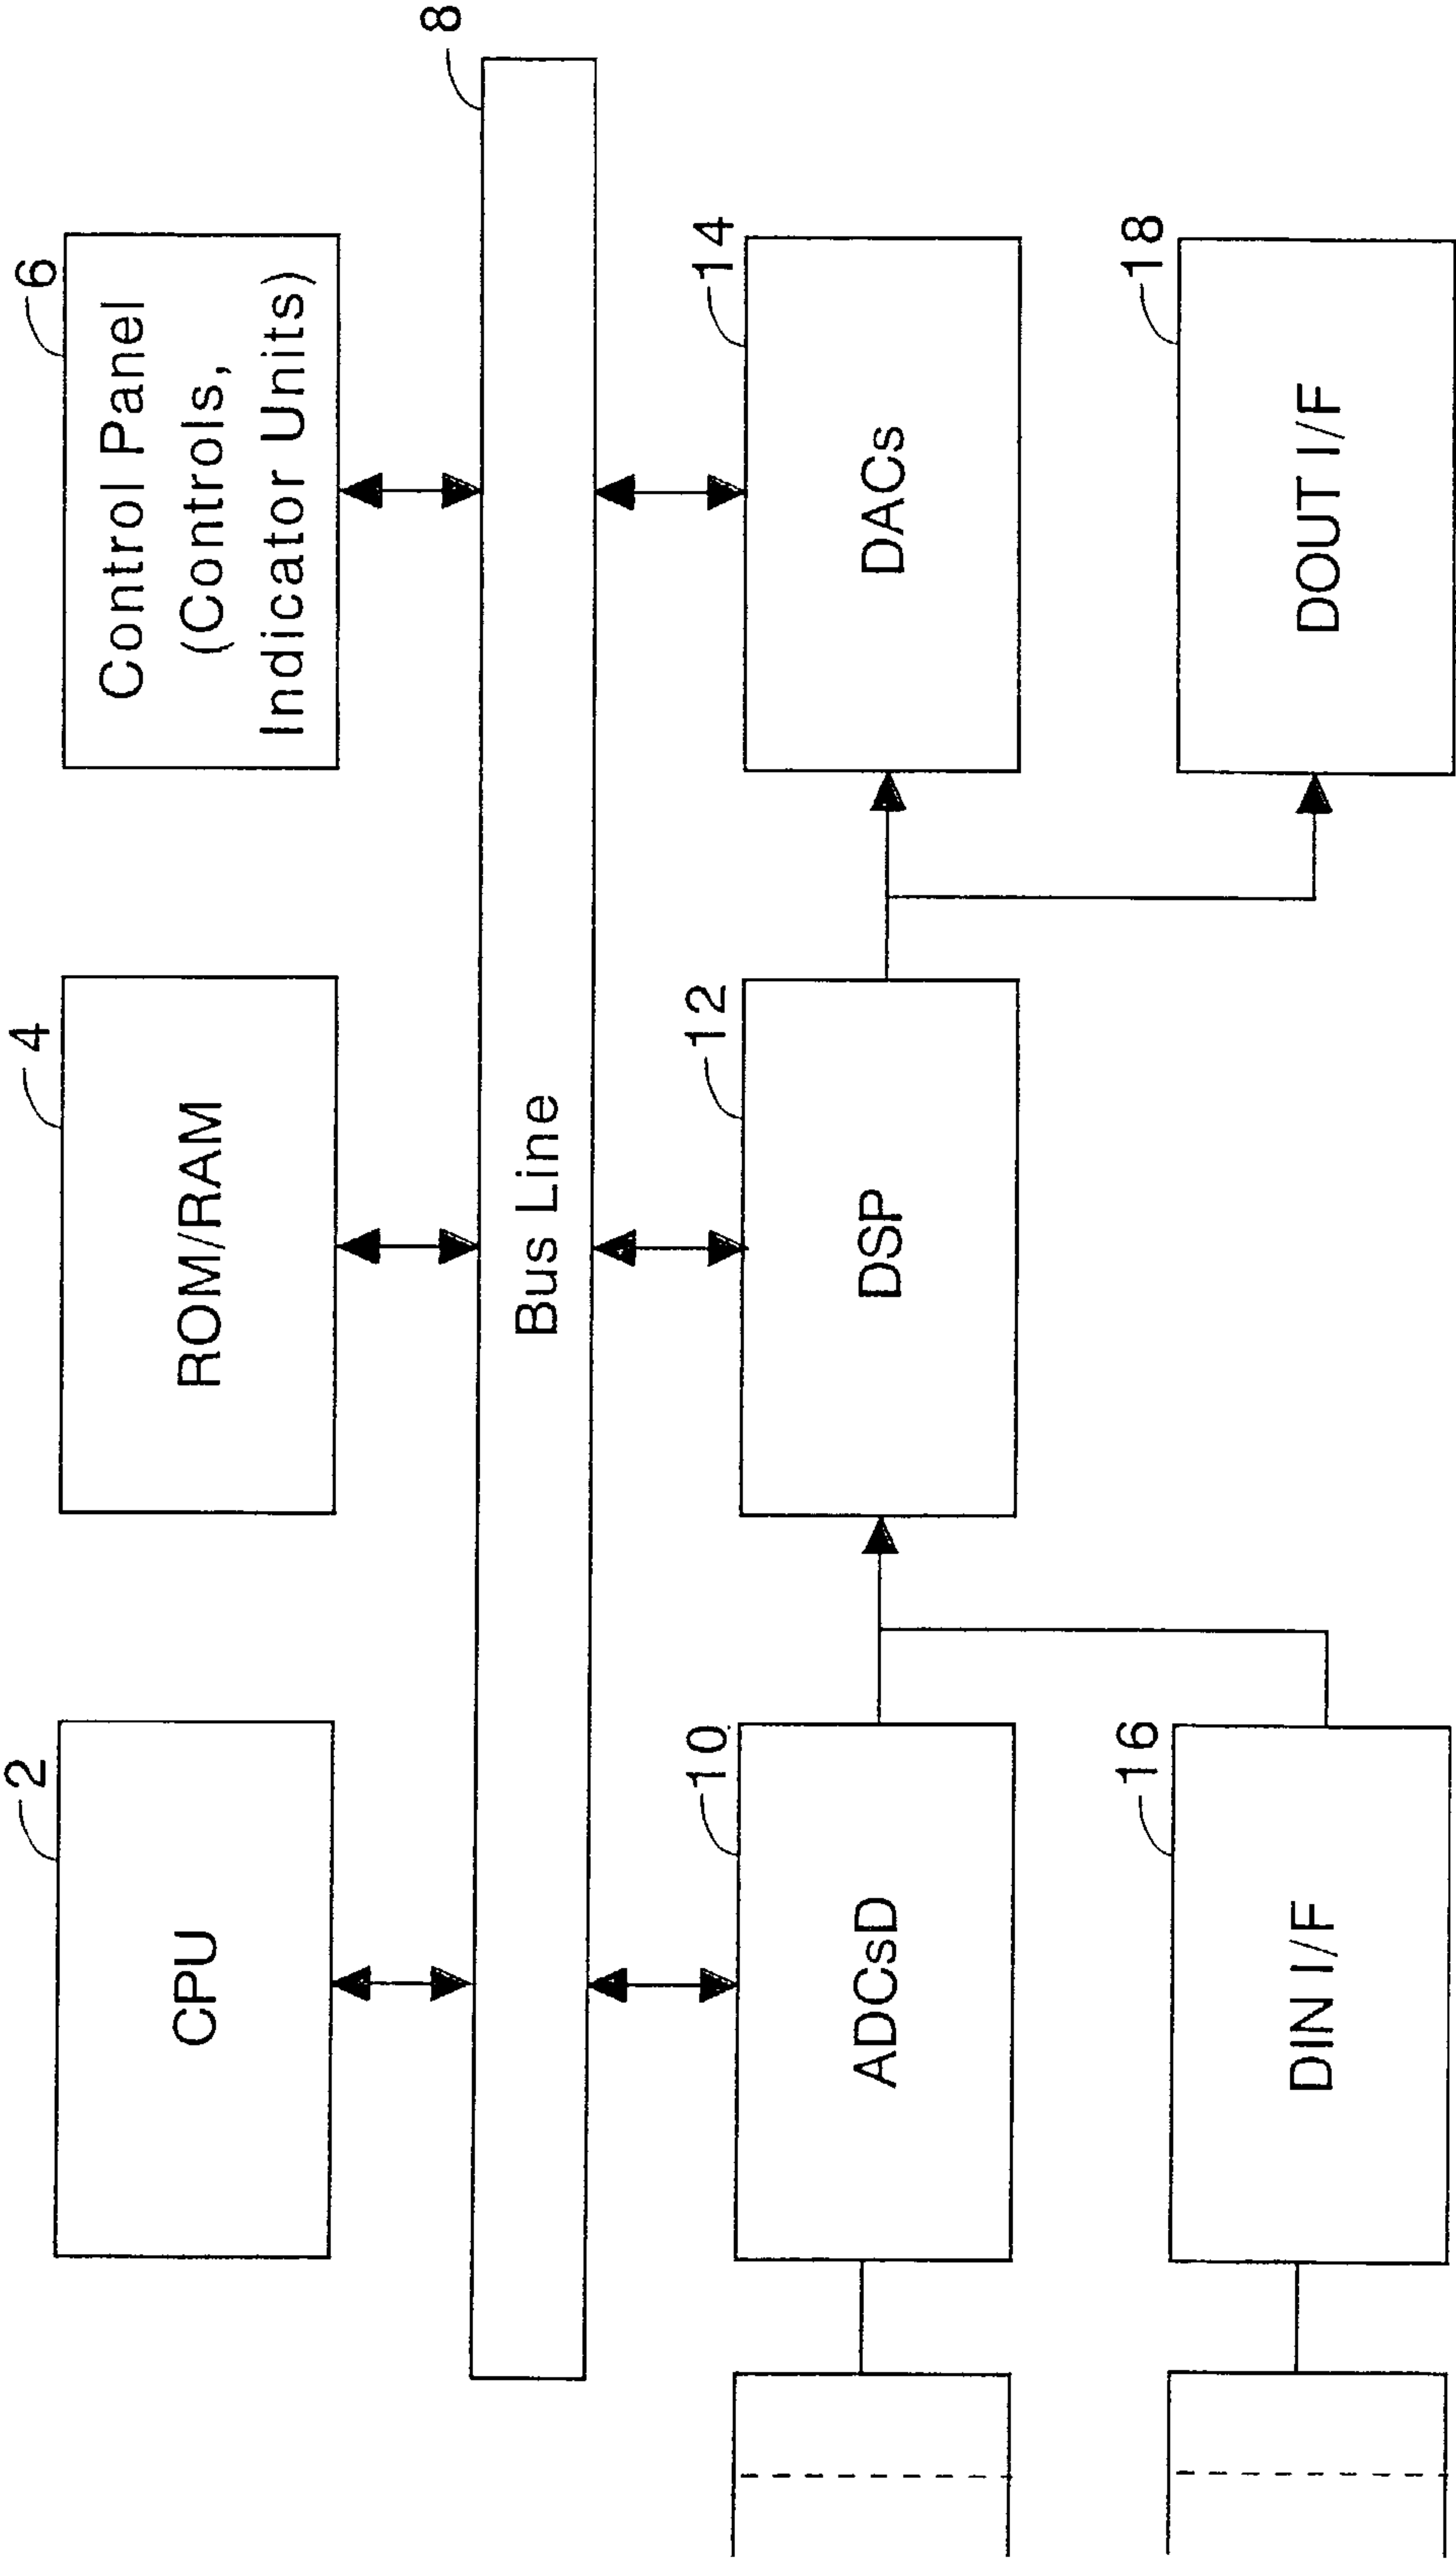 2
CPU
4
ROM/RAM
6
Control Panel
(Controls,
Indicator Units)
8
Bus Line
10
ADCsD
12
DSP
14
DACs
16
DIN I/F
18
DOUT I/F